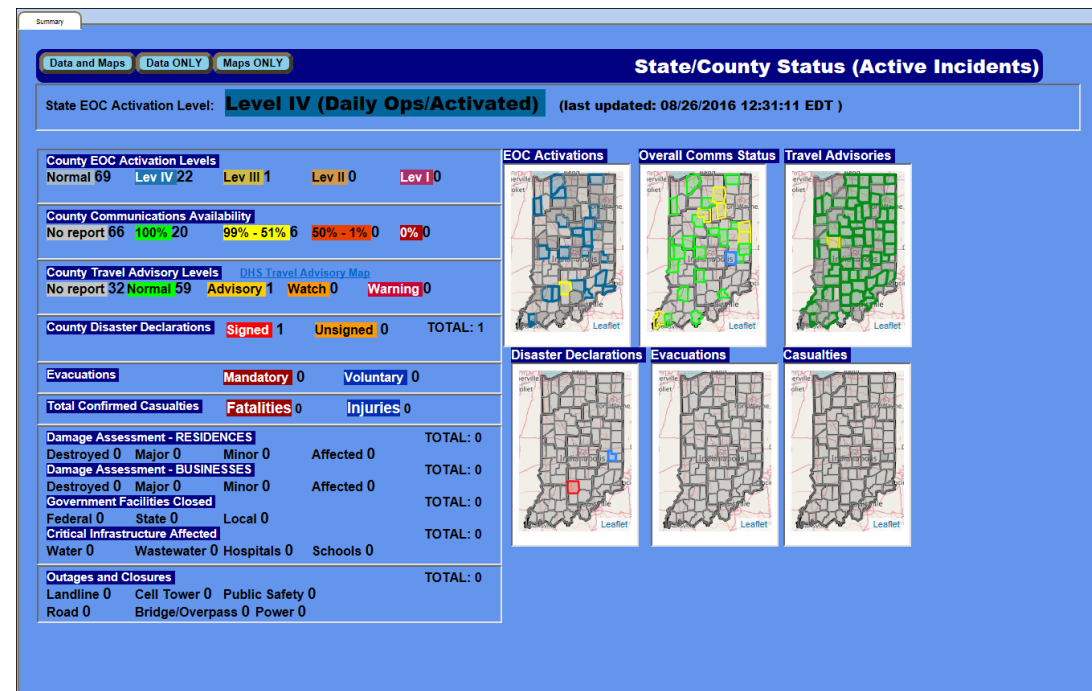 Summary
Data and Maps Data ONLY Maps ONLY State/County Status (Active Incidents)
State EOC Activation Level: Level IV (Daily Ops/Activated) (last updated: 08/26/2016 12:31:11 EDT )
County EOC Activation Levels
Normal 69 Lev IV 22 Lev III 1 Lev II 0 Lev I 0
County Communications Availability
No report 66 100% 20 99% - 51% 6 50% - 1% 0 0% 0
County Travel Advisory Levels DHS Travel Advisory Map
No report 32 Normal 59 Advisory 1 Watch 0 Warning 0
County Disaster Declarations Signed 1 Unsigned 0 TOTAL: 1
Evacuations Mandatory 0 Voluntary 0
Total Confirmed Casualties Fatalities 0 Injuries 0
Damage Assessment - RESIDENCES TOTAL: 0
Destroyed 0 Major 0 Minor 0 Affected 0
Damage Assessment - BUSINESSES TOTAL: 0
Destroyed 0 Major 0 Minor 0 Affected 0
Government Facilities Closed TOTAL: 0
Federal 0 State 0 Local 0
Critical Infrastructure Affected TOTAL: 0
Water 0 Wastewater 0 Hospitals 0 Schools 0
Outages and Closures TOTAL: 0
Landline 0 Cell Tower 0 Public Safety 0
Road 0 Bridge/Overpass 0 Power 0
EOC Activations Overall Comms Status Travel Advisories
Indianapolis Indianapolis Indianapolis
Leaflet Leaflet Leaflet
Disaster Declarations Evacuations Casualties
Indianapolis Indianapolis Indianapolis
Leaflet Leaflet Leaflet